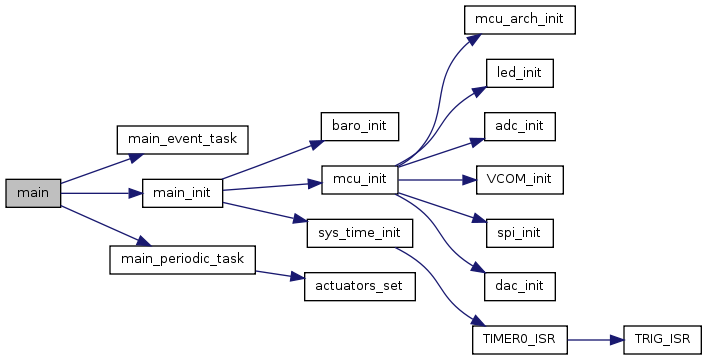 main
main_event_task
main_init
main_periodic_task
baro_init
mcu_init
sys_time_init
actuators_set
mcu_arch_init
led_init
adc_init
VCOM_init
spi_init
dac_init
TIMER0_ISR
TRIG_ISR